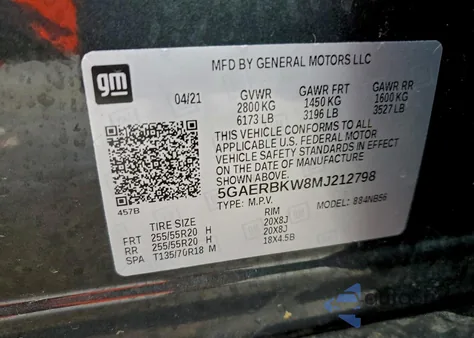 gm
MFD BY GENERAL MOTORS LLC
04/21 GVWR GAWR FRT GAWR RR
2800 KG 1450 KG 1600 KG
6173 LB 3196 LB 3527 LB
THIS VEHICLE CONFORMS TO ALL
APPLICABLE U.S. FEDERAL MOTOR
VEHICLE SAFETY STANDARDS IN EFFECT
ON THE DATE OF MANUFACTURE
SHOWN ABOVE.
5GAERBKW8MJ212798
457B TYPE: M.P.V. MODEL: 884NB56
TIRE SIZE RIM
FRT 255/55R20 H 20X8J
RR 255/55R20 H 20X8J
SPA T135/70R18 M 18X4.5B